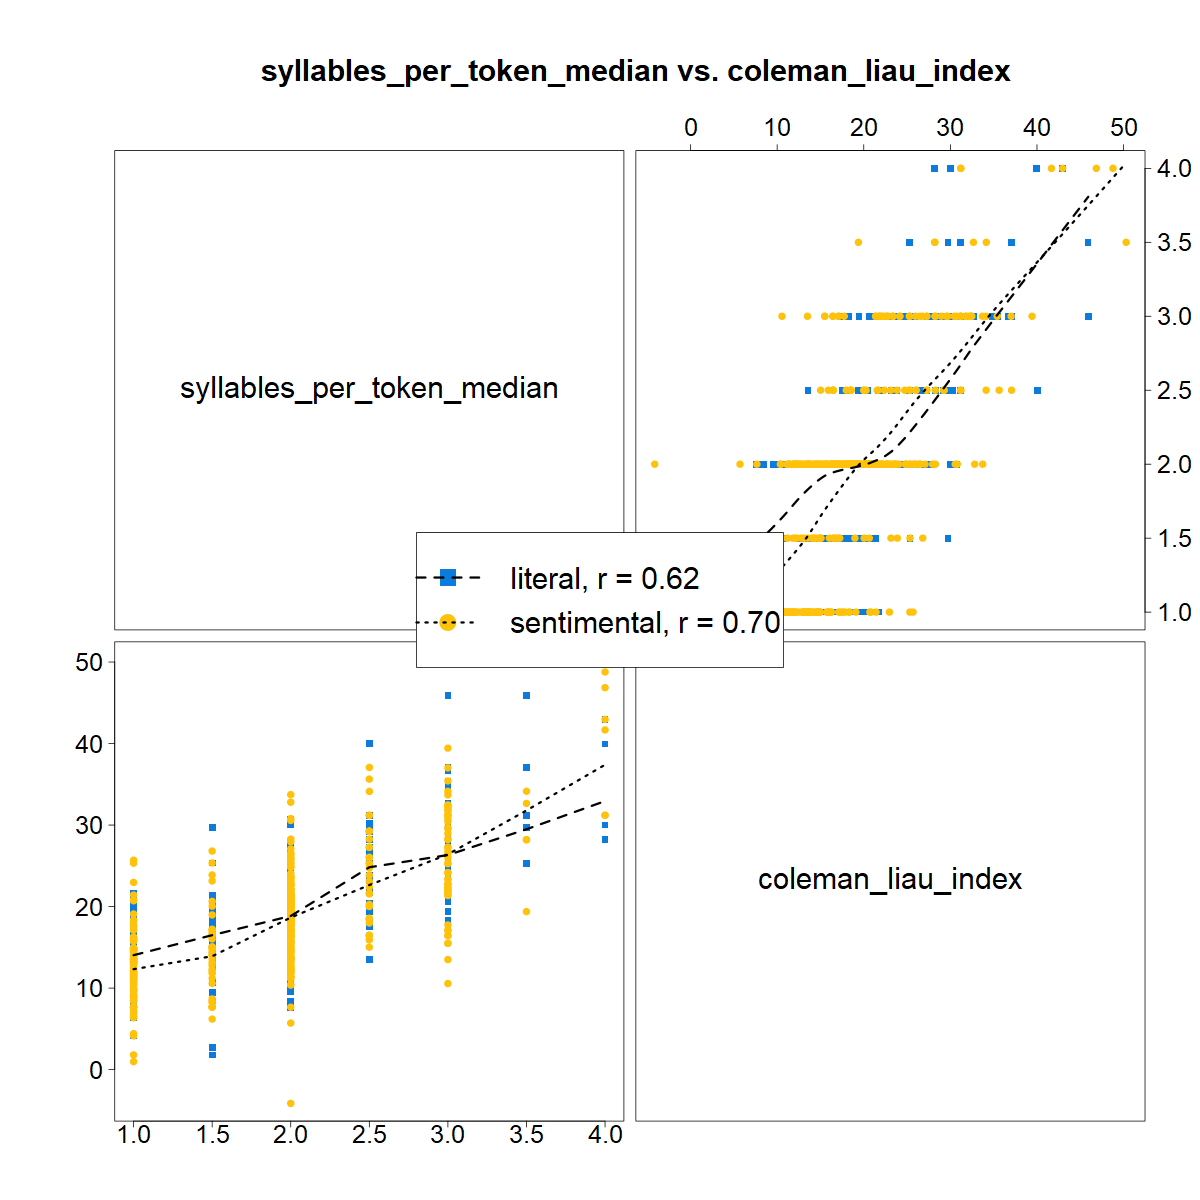 syllables_per_token_median vs. coleman_liau_index
0 10 20 30 40 50
4.0
3.5
3.0
2.5
2.0
1.5
1.0
syllables_per_token_median
literal, r = 0.62
sentimental, r = 0.70
50
40
30
20
10
0
coleman_liau_index
1.0 1.5 2.0 2.5 3.0 3.5 4.0